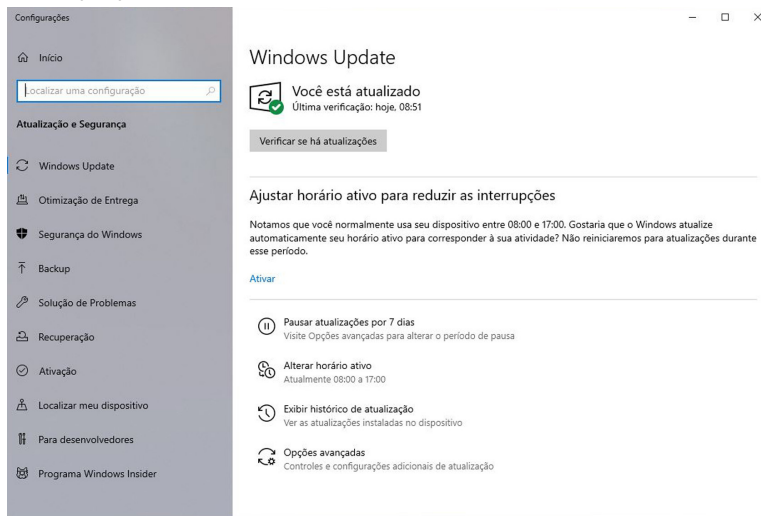 Configurações
Início
Localizar uma configuração
Atualização e Segurança
Windows Update
Otimização de Entrega
Segurança do Windows
Backup
Solução de Problemas
Recuperação
Ativação
Localizar meu dispositivo
Para desenvolvedores
Programa Windows Insider
Windows Update
Você está atualizado
Última verificação: hoje, 08:51
Verificar se há atualizações
Ajustar horário ativo para reduzir as interrupções
Notamos que você normalmente usa seu dispositivo entre 08:00 e 17:00. Gostaria que o Windows atualize
automaticamente seu horário ativo para corresponder à sua atividade? Não reiniciaremos para atualizações durante
esse período.
Ativar
Pausar atualizações por 7 dias
Visite Opções avançadas para alterar o período de pausa
Alterar horário ativo
Atualmente 08:00 a 17:00
Exibir histórico de atualização
Ver as atualizações instaladas no dispositivo
Opções avançadas
Controles e configurações adicionais de atualização